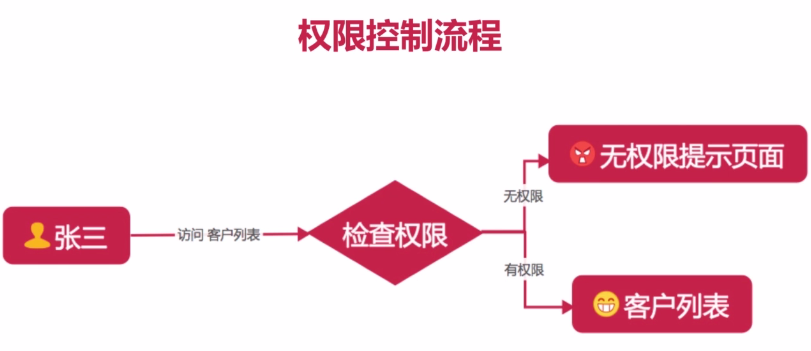 权限控制流程
无权限提示页面
无权限
张三
访问 客户列表
检查权限
有权限
客户列表